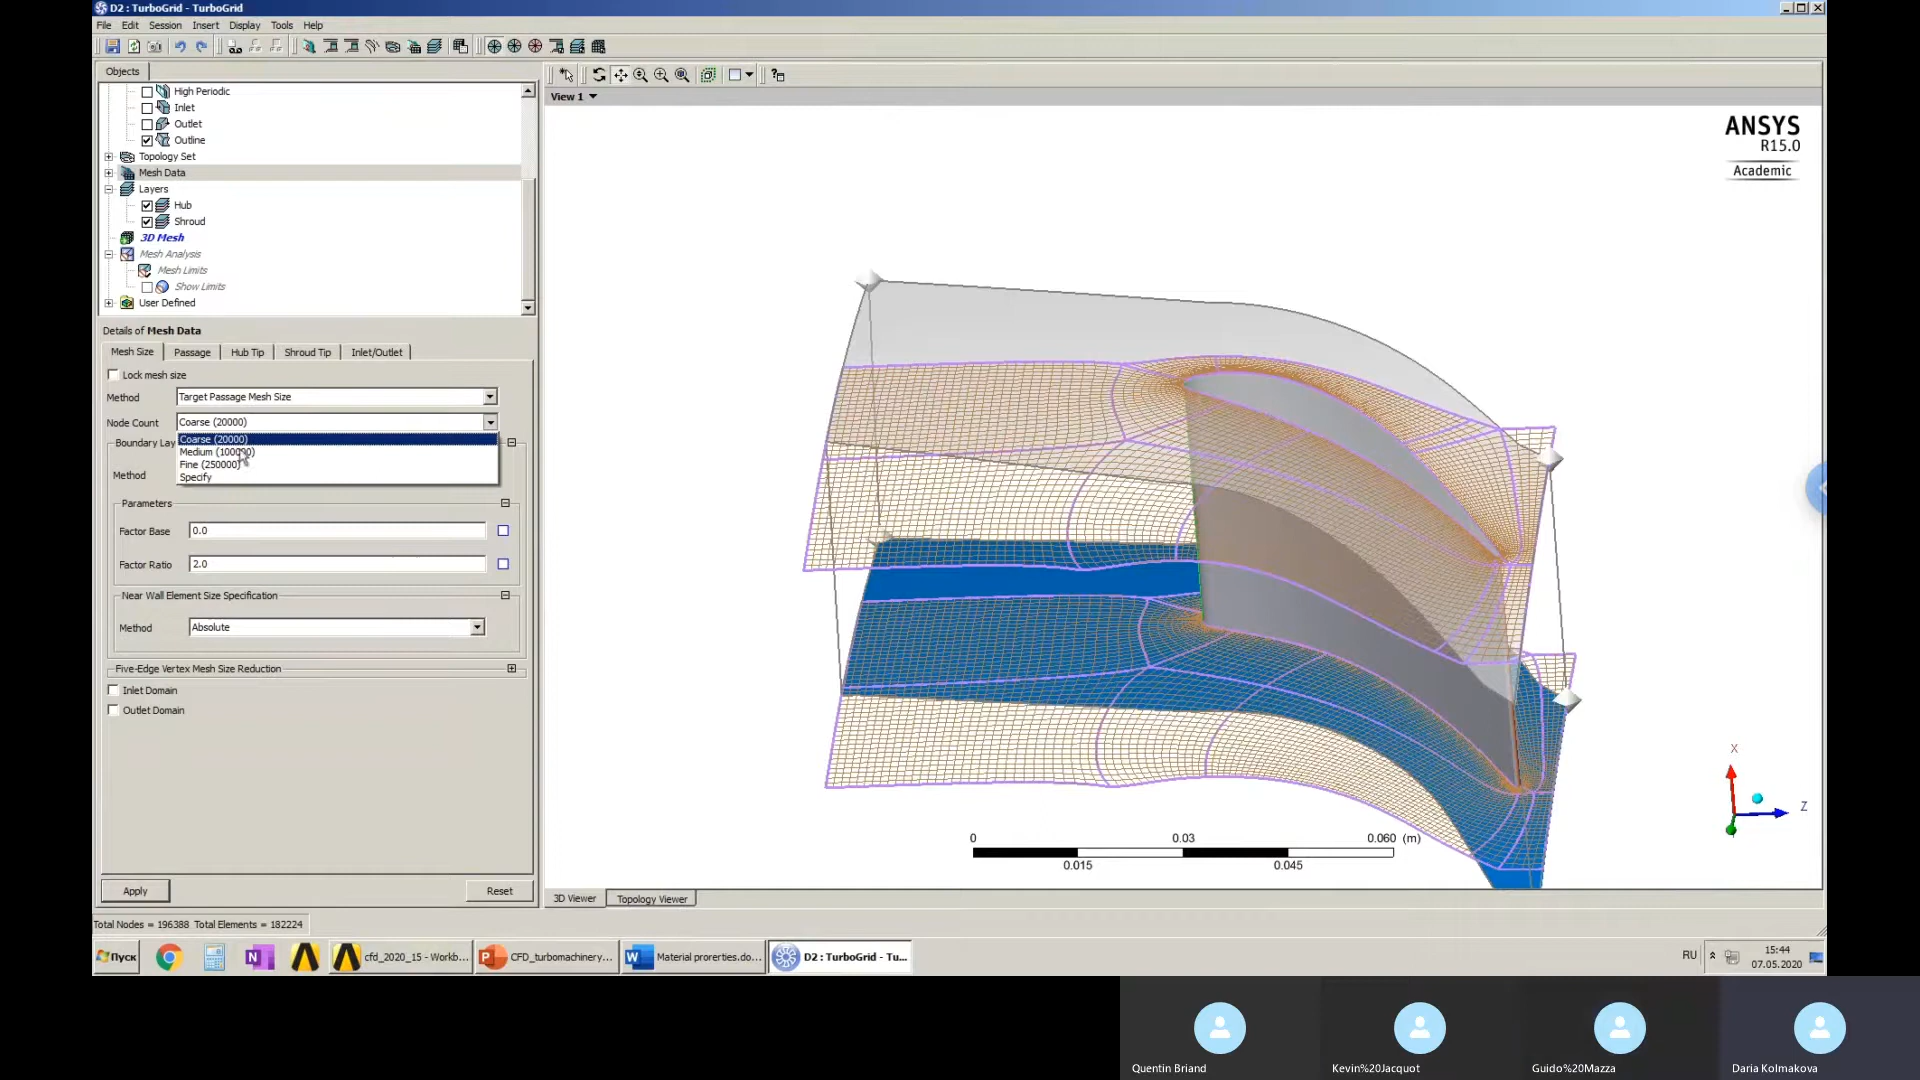 D2 : TurboGrid - TurboGrid
File Edit Session Insert Display Tools Help
Objects
High Periodic
Inlet
Outlet
Outline
Topology Set
Mesh Data
Layers
Hub
Shroud
3D Mesh
Mesh Analysis
Mesh Limits
Show Limits
User Defined
Details of Mesh Data
Mesh Size Passage Hub Tip Shroud Tip Inlet/Outlet
Lock mesh size
Method Target Passage Mesh Size
Node Count Coarse (20000)
Coarse (20000)
Boundary Lay
Medium (100000)
Fine (250000)
Method
Specify
Parameters
Factor Base 0.0
Factor Ratio 2.0
Near Wall Element Size Specification
Method Absolute
Five-Edge Vertex Mesh Size Reduction
Inlet Domain
Outlet Domain
Apply Reset
Total Nodes = 196388 Total Elements = 182224
View 1
ANSYS
R15.0
Academic
X
Z
0 0.03 0.060 (m)
0.015 0.045
3D Viewer Topology Viewer
Пуск
cfd_2020_15 - Workb...
CFD_turbomachinery...
Material prorerties.do...
D2 : TurboGrid - Tu...
RU
15:44
07.05.2020
Quentin Briand
Kevin%20Jacquot
Guido%20Mazza
Daria Kolmakova